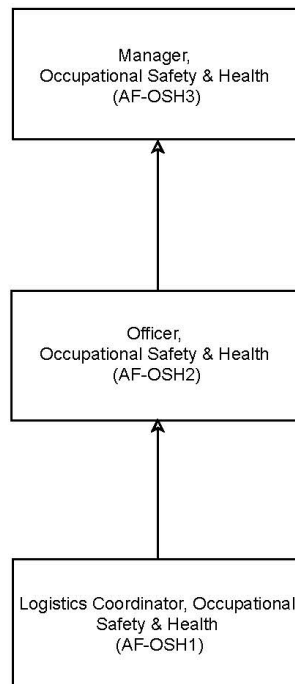 Manager,
Occupational Safety & Health
(AF-OSH3)
Officer,
Occupational Safety & Health
(AF-OSH2)
Logistics Coordinator, Occupational
Safety & Health
(AF-OSH1)